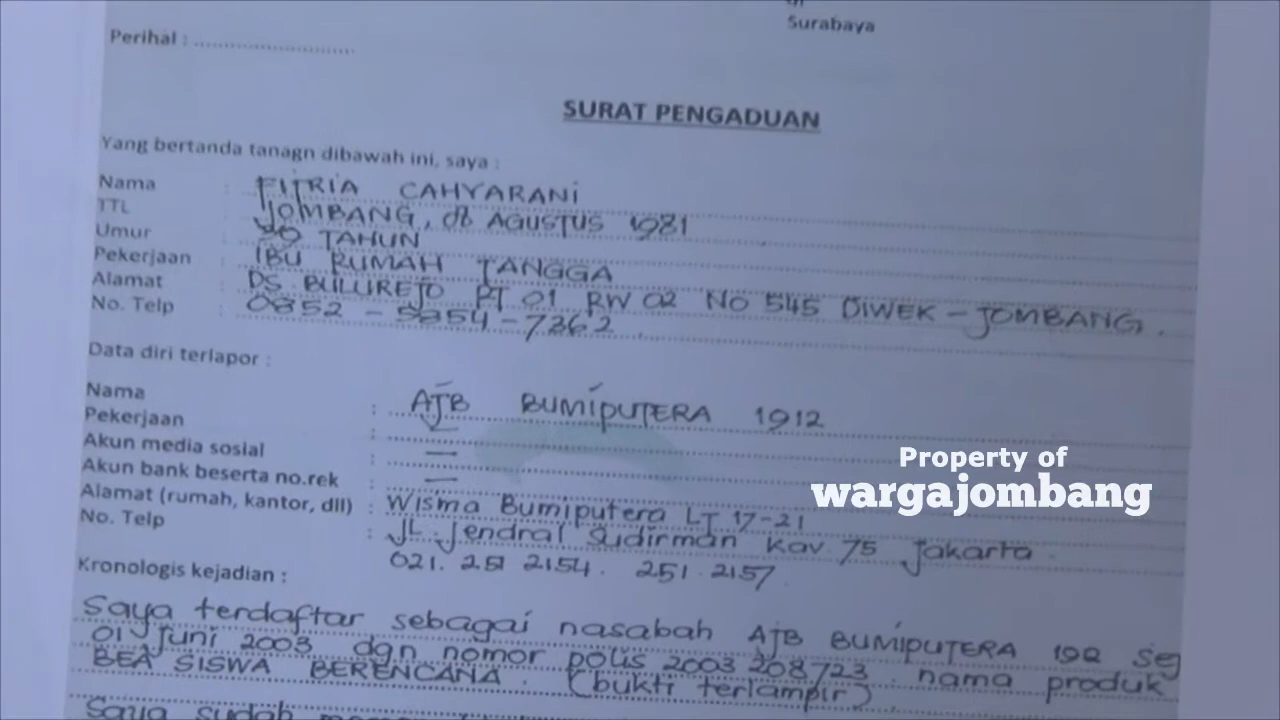 Surabaya
Perihal : ................................
SURAT PENGADUAN
Yang bertanda tanagn dibawah ini, saya :
Nama : FITRIA CAHYARANI
TTL : JOMBANG, 06 AGUSTUS 1981
Umur : 39 TAHUN
Pekerjaan : IBU RUMAH TANGGA
Alamat : DS BULUREJO RT 01 RW 02 NO 545 DIWEK - JOMBANG .
No. Telp : 0852 - 5254 - 7262
Data diri terlapor :
Nama : AJB BUMIPUTERA 1912
Pekerjaan : —
Akun media sosial : —
Akun bank beserta no.rek : —
Alamat (rumah, kantor, dll) : Wisma Bumiputera LT 17-21
JL. Jendral Sudirman Kav 75 Jakarta .
No. Telp : 021. 251 2154. 251. 2157
Kronologis kejadian :
Saya terdaftar sebagai nasabah AJB BUMIPUTERA 1912 sej
01 Juni 2003 dgn nomor polis 2003 208723 . nama produk
BEA SISWA BERENCANA . (bukti terlampir)
Saya sudah
Property of
wargajombang